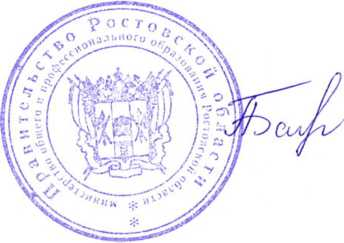 Правительство Ростовской области
министерство общего и профессионального образования Ростовской области